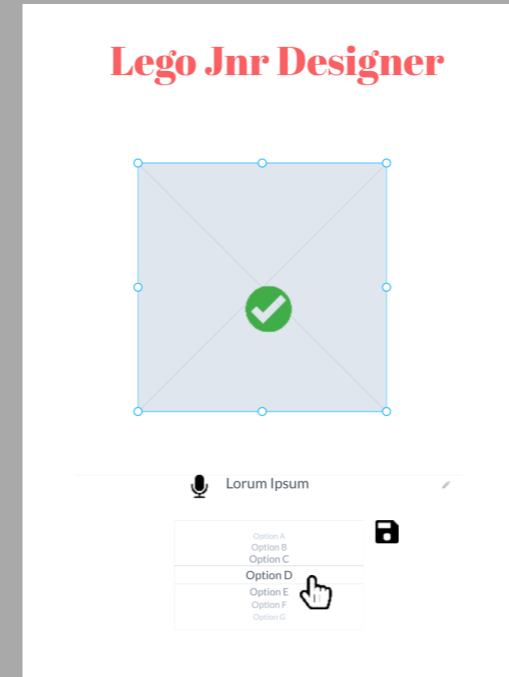 Lego Jnr Designer
Lorum Ipsum
Option A
Option B
Option C
Option D
Option E
Option F
Option G